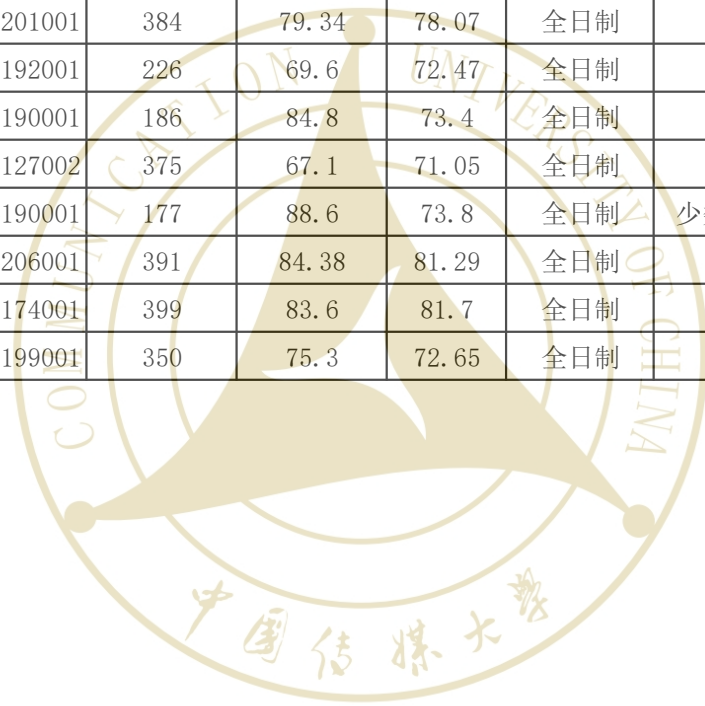 201001 384 79.34 78.07 全日制
192001 226 69.6 72.47 全日制
190001 186 84.8 73.4 全日制
127002 375 67.1 71.05 全日制
190001 177 88.6 73.8 全日制 少
206001 391 84.38 81.29 全日制
174001 399 83.6 81.7 全日制
199001 350 75.3 72.65 全日制
COMMUNICATION UNIVERSITY OF CHINA
中国传媒大学